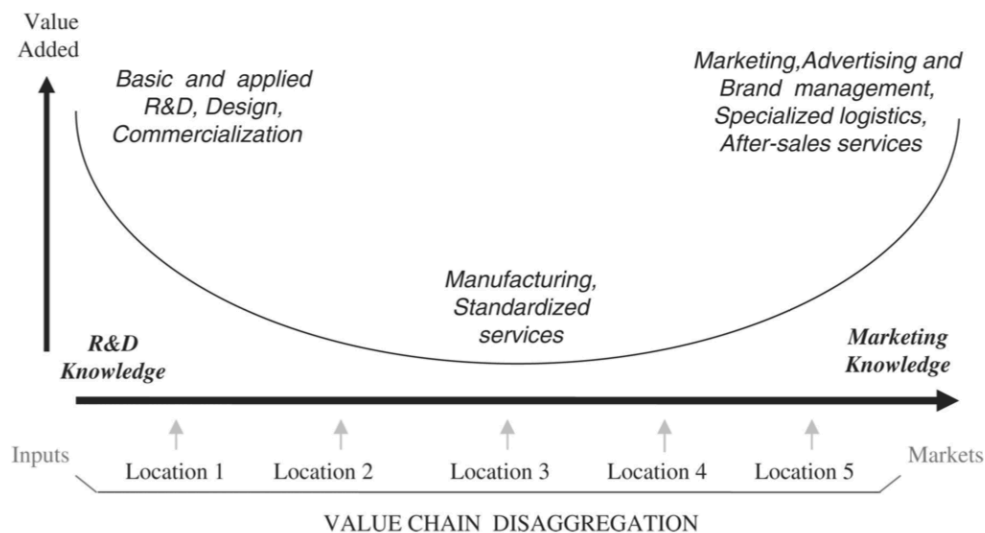 Value
Added
Basic and applied
R&D, Design,
Commercialization
Marketing,Advertising and
Brand management,
Specialized logistics,
After-sales services
Manufacturing,
Standardized
services
R&D
Knowledge
Marketing
Knowledge
Inputs
Location 1
Location 2
Location 3
Location 4
Location 5
Markets
VALUE CHAIN DISAGGREGATION